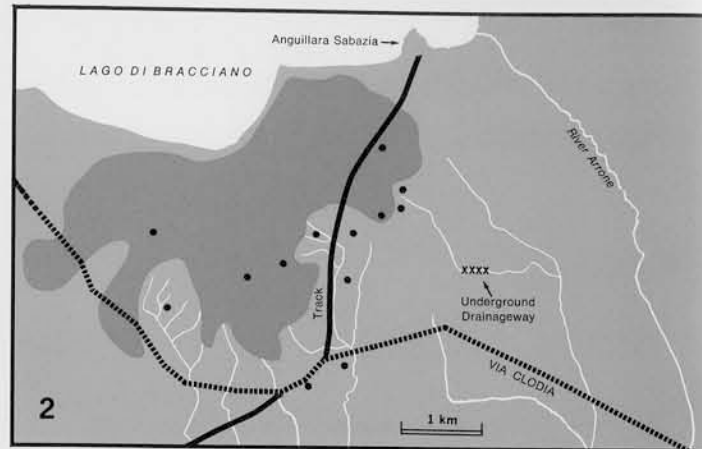 Anguillara Sabazia
LAGO DI BRACCIANO
River Arrone
XXXX
Underground
Drainageway
Track
VIA CLODIA
2
1 km